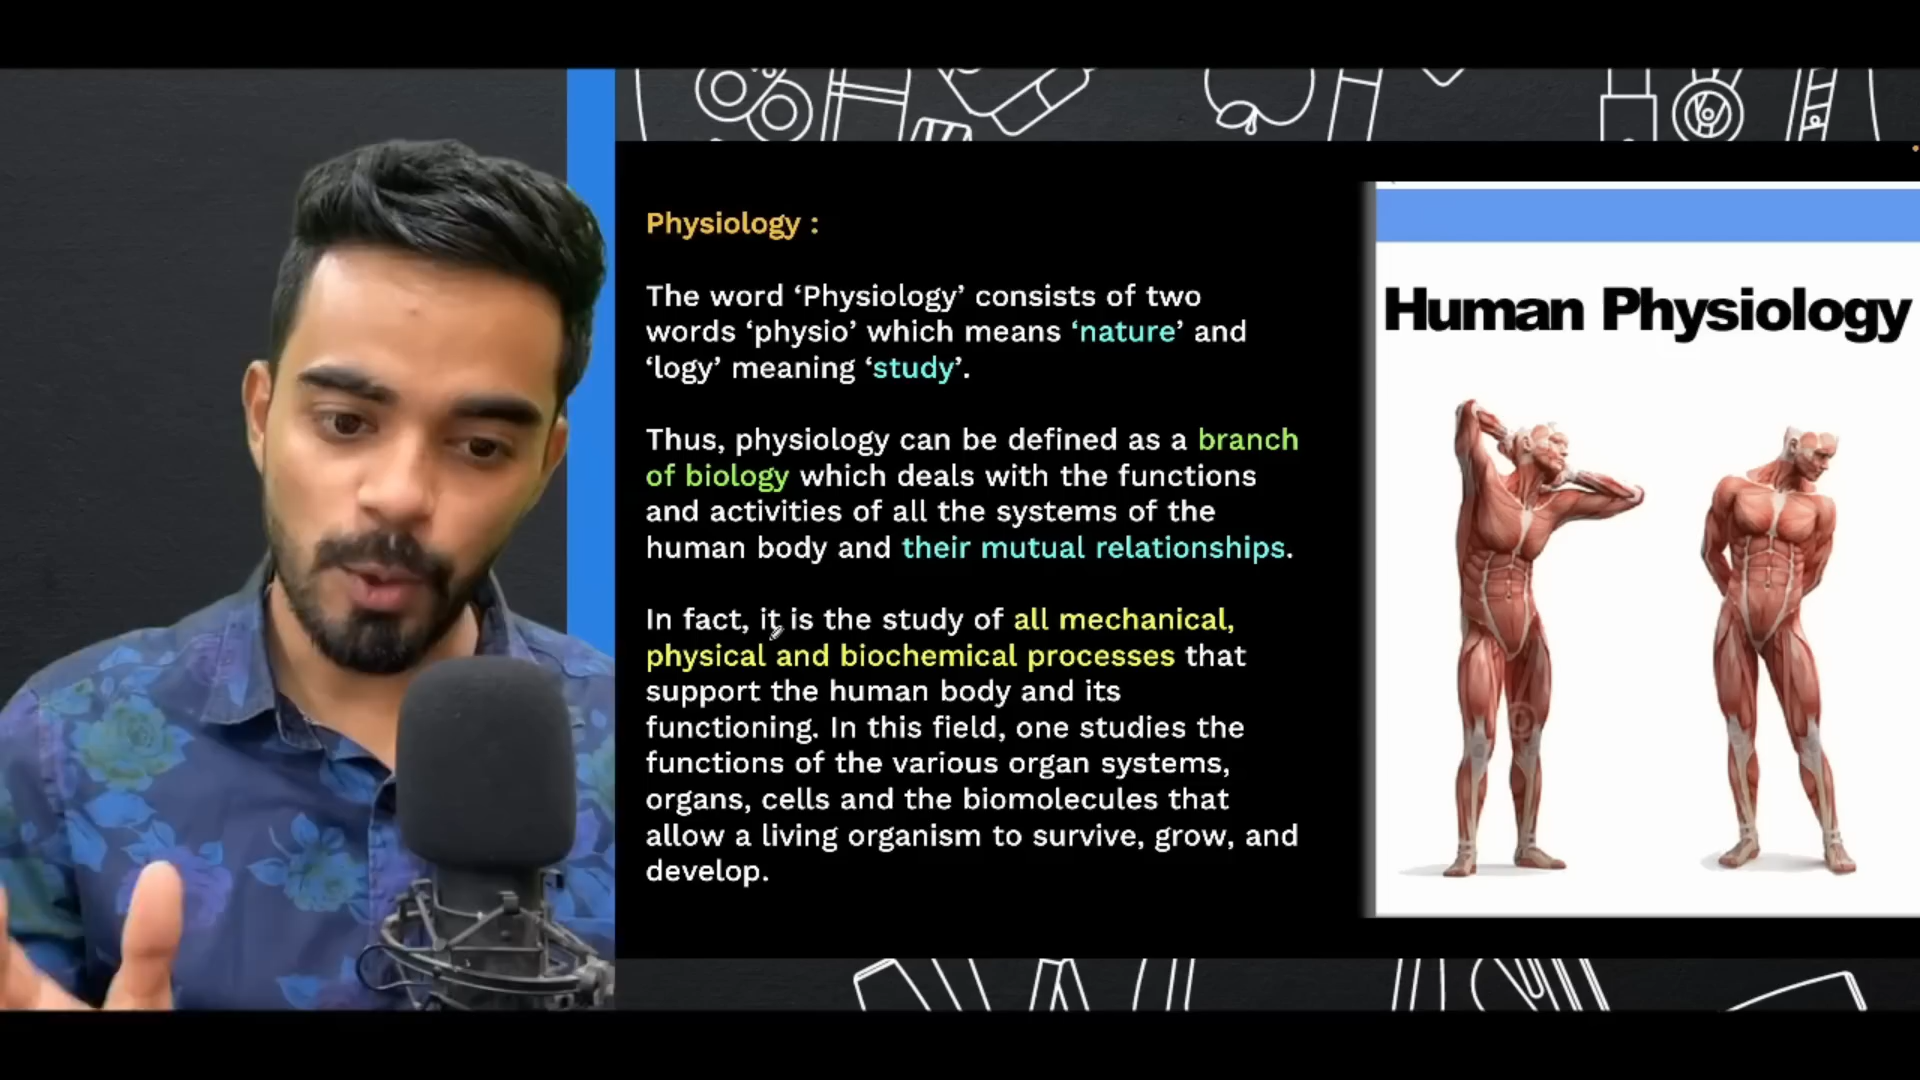 Physiology :
The word ‘Physiology’ consists of two
words ‘physio’ which means ‘nature’ and
‘logy’ meaning ‘study’.
Thus, physiology can be defined as a branch
of biology which deals with the functions
and activities of all the systems of the
human body and their mutual relationships.
In fact, it is the study of all mechanical,
physical and biochemical processes that
support the human body and its
functioning. In this field, one studies the
functions of the various organ systems,
organs, cells and the biomolecules that
allow a living organism to survive, grow, and
develop.
Human Physiology